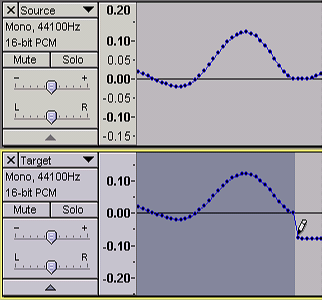 Source
Mono, 44100Hz
16-bit PCM
Mute Solo
- +
L R
0.20
0.15
0.10
0.05
0.00
-0.05
-0.10
-0.15
Target
Mono, 44100Hz
16-bit PCM
Mute Solo
- +
L R
0.10
0.00
-0.10
-0.20